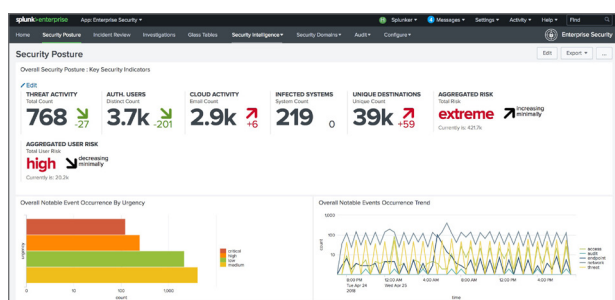 splunk>enterprise App: Enterprise Security Splunker Messages Settings Activity Help Find
Home Security Posture Incident Review Investigations Glass Tables Security Intelligence Security Domains Audit Configure Enterprise Security
Security Posture Edit Export ...
Overall Security Posture : Key Security Indicators
Edit
THREAT ACTIVITY AUTH. USERS CLOUD ACTIVITY INFECTED SYSTEMS UNIQUE DESTINATIONS AGGREGATED RISK
Total Count Distinct Count Email Count System Count Unique Count Total Risk
768 -27 3.7k -201 2.9k +6 219 0 39k +59 extreme increasing minimally
Currently is: 421.7k
AGGREGATED USER RISK
Total User Risk
high decreasing minimally
Currently is: 20.2k
Overall Notable Event Occurrence By Urgency Overall Notable Events Occurrence Trend
urgency
critical
high
low
medium
0 10 100 1,000
count
1,000
100
10
count
access
audit
endpoint
network
threat
8:00 PM 12:00 AM 4:00 AM 8:00 AM 12:00 PM 4:00 PM
Tue Apr 24 Wed Apr 25
2018
time